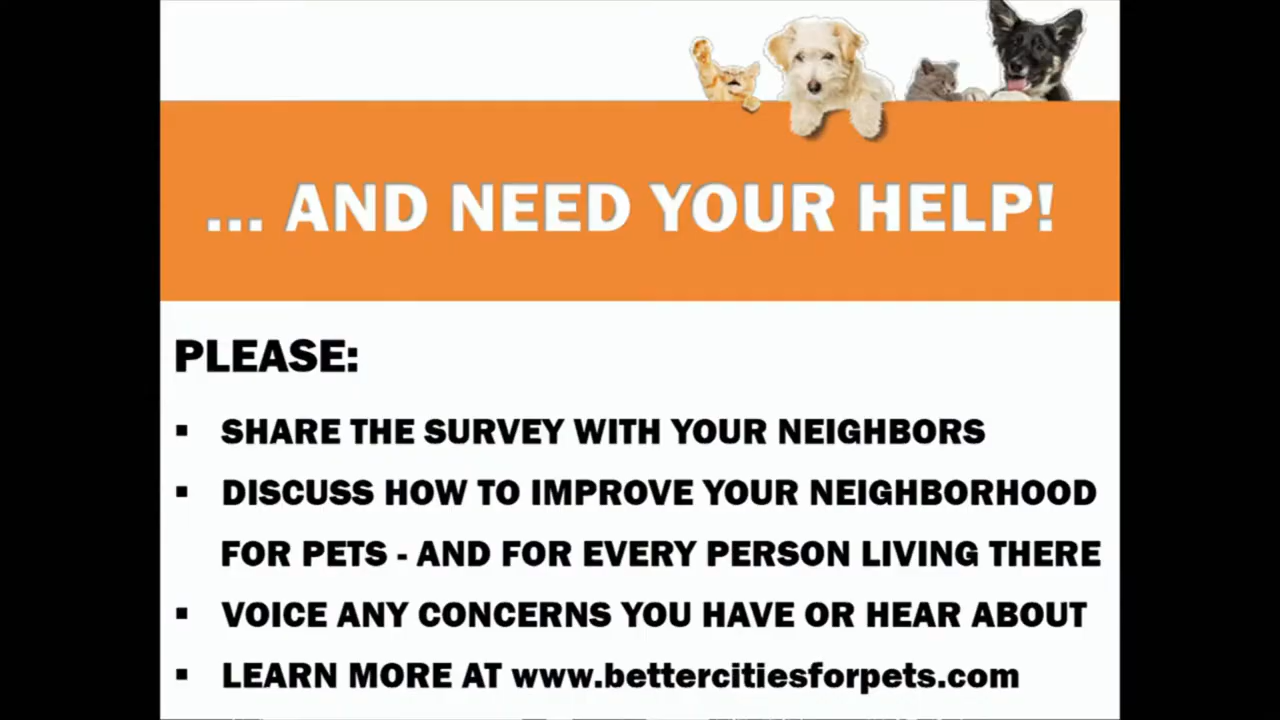 ... AND NEED YOUR HELP!
PLEASE:
▪ SHARE THE SURVEY WITH YOUR NEIGHBORS
▪ DISCUSS HOW TO IMPROVE YOUR NEIGHBORHOOD
FOR PETS - AND FOR EVERY PERSON LIVING THERE
▪ VOICE ANY CONCERNS YOU HAVE OR HEAR ABOUT
▪ LEARN MORE AT www.bettercitiesforpets.com